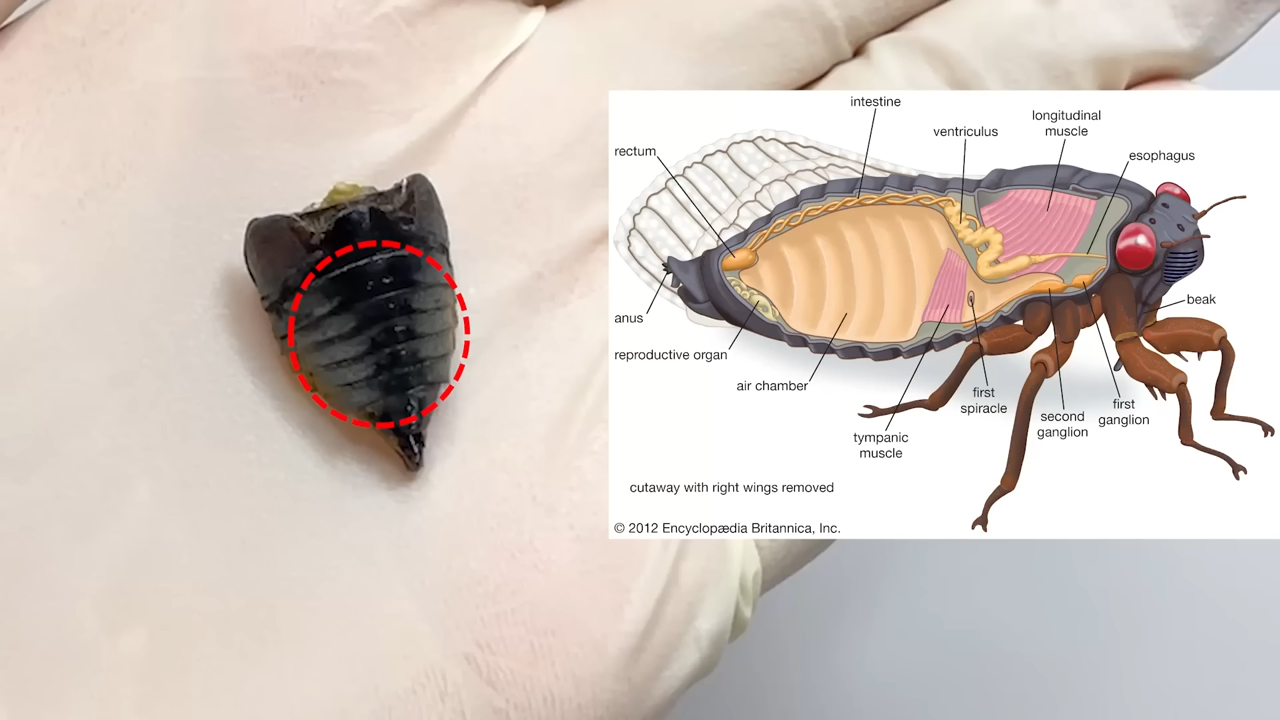 intestine
longitudinal
muscle
ventriculus
rectum
esophagus
beak
anus
reproductive organ
air chamber
first
spiracle
first
ganglion
second
ganglion
tympanic
muscle
cutaway with right wings removed
© 2012 Encyclopædia Britannica, Inc.